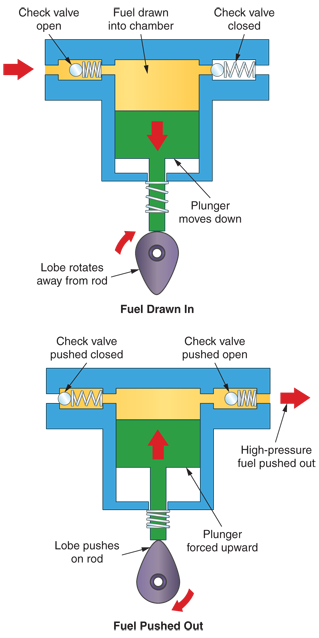 Check valve
open
Fuel drawn
into chamber
Check valve
closed
Plunger
moves down
Lobe rotates
away from rod
Fuel Drawn In
Check valve
pushed closed
Check valve
pushed open
High-pressure
fuel pushed out
Plunger
forced upward
Lobe pushes
on rod
Fuel Pushed Out